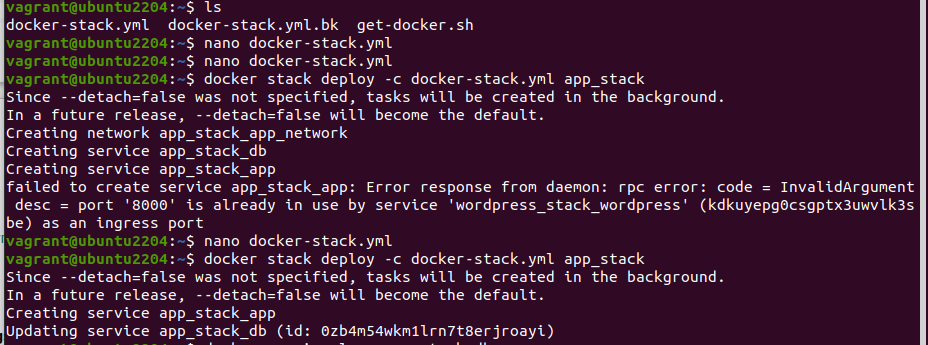 vagrant@ubuntu2204:~$ ls
docker-stack.yml  docker-stack.yml.bk  get-docker.sh
vagrant@ubuntu2204:~$ nano docker-stack.yml
vagrant@ubuntu2204:~$ nano docker-stack.yml
vagrant@ubuntu2204:~$ docker stack deploy -c docker-stack.yml app_stack
Since --detach=false was not specified, tasks will be created in the background.
In a future release, --detach=false will become the default.
Creating network app_stack_app_network
Creating service app_stack_db
Creating service app_stack_app
failed to create service app_stack_app: Error response from daemon: rpc error: code = InvalidArgument
 desc = port '8000' is already in use by service 'wordpress_stack_wordpress' (kdkuyepg0csgptx3uwvlk3s
be) as an ingress port
vagrant@ubuntu2204:~$ nano docker-stack.yml
vagrant@ubuntu2204:~$ docker stack deploy -c docker-stack.yml app_stack
Since --detach=false was not specified, tasks will be created in the background.
In a future release, --detach=false will become the default.
Creating service app_stack_app
Updating service app_stack_db (id: 0zb4m54wkm1lrn7t8erjroayi)